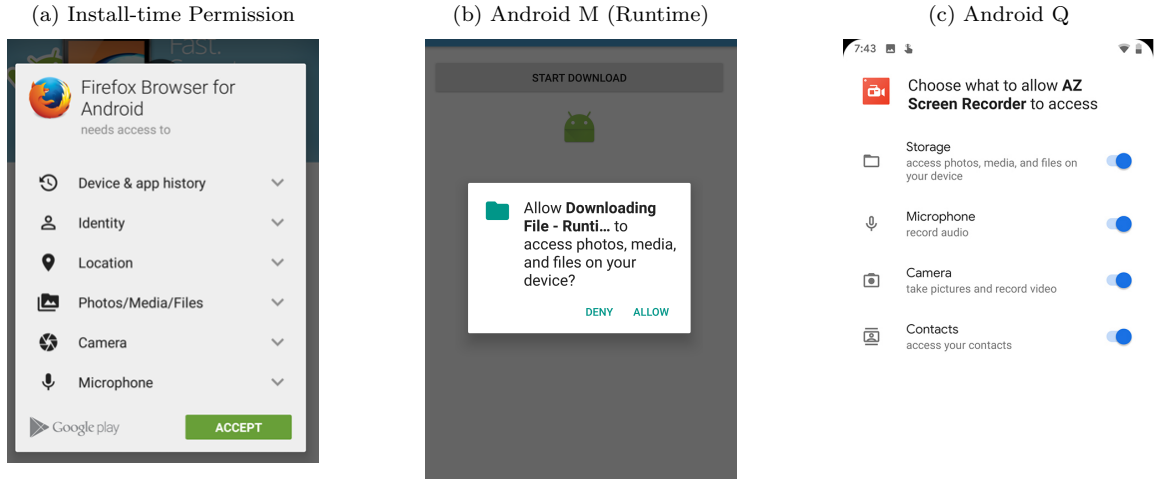 (a) Install-time Permission
Fast.
Firefox Browser for
Android
needs access to
Device & app history
Identity
Location
Photos/Media/Files
Camera
Microphone
Google play
ACCEPT
(b) Android M (Runtime)
START DOWNLOAD
Allow Downloading
File - Runti... to
access photos, media,
and files on your
device?
DENY ALLOW
(c) Android Q
7:43
Choose what to allow AZ
Screen Recorder to access
Storage
access photos, media, and files on
your device
Microphone
record audio
Camera
take pictures and record video
Contacts
access your contacts